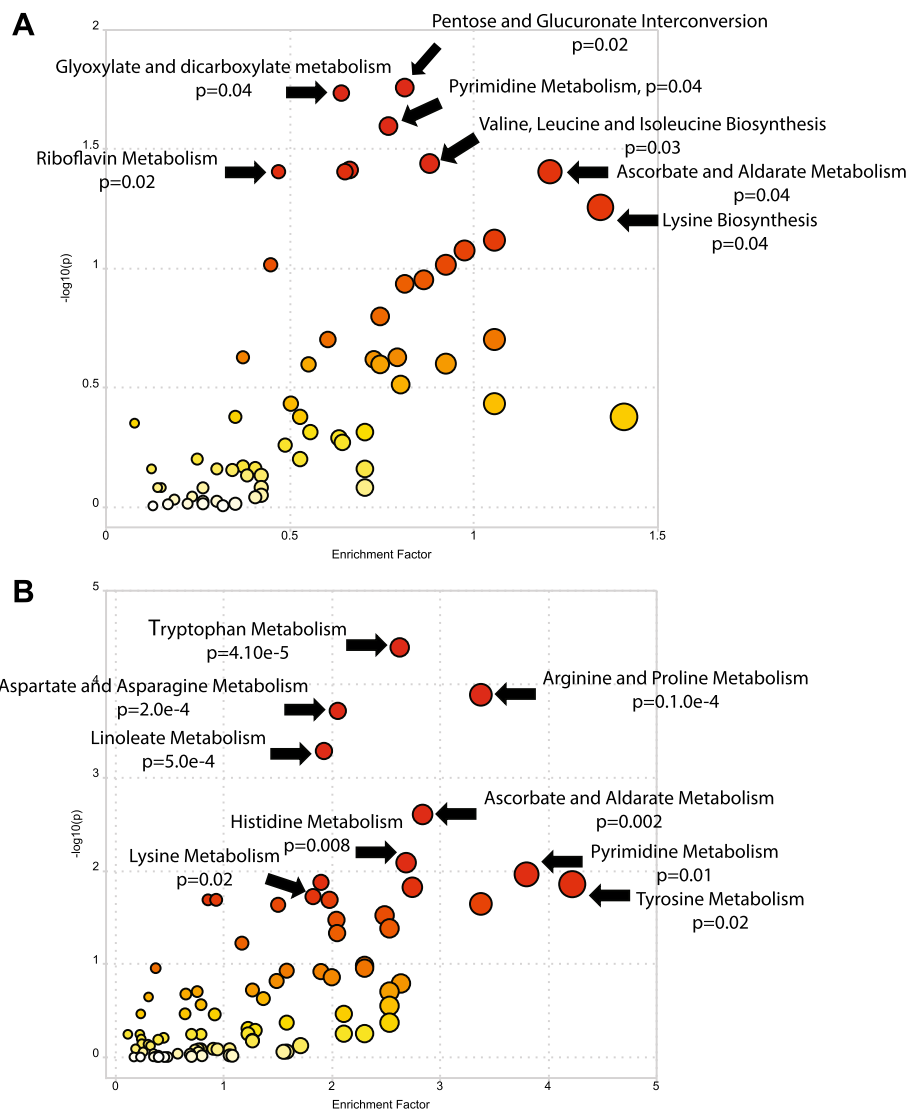 A
2
Pentose and Glucuronate Interconversion
p=0.02
Glyoxylate and dicarboxylate metabolism
p=0.04
Pyrimidine Metabolism, p=0.04
Valine, Leucine and Isoleucine Biosynthesis
p=0.03
1.5
Riboflavin Metabolism
p=0.02
Ascorbate and Aldarate Metabolism
p=0.04
Lysine Biosynthesis
p=0.04
1
-log10(p)
0.5
0
0 0.5 1 1.5
Enrichment Factor
B
5
Tryptophan Metabolism
p=4.10e-5
4
Aspartate and Asparagine Metabolism
p=2.0e-4
Arginine and Proline Metabolism
p=0.1.0e-4
Linoleate Metabolism
p=5.0e-4
3
Ascorbate and Aldarate Metabolism
p=0.002
Histidine Metabolism
p=0.008
-log10(p)
Lysine Metabolism
p=0.02
Pyrimidine Metabolism
p=0.01
2
Tyrosine Metabolism
p=0.02
1
0
0 1 2 3 4 5
Enrichment Factor